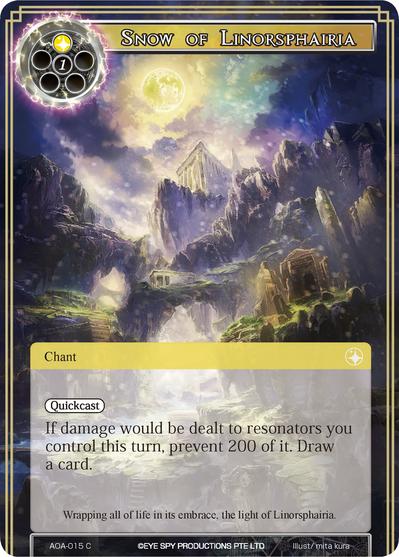 Snow of Linorsphairia
1
Chant
Quickcast
If damage would be dealt to resonators you
control this turn, prevent 200 of it. Draw
a card.
Wrapping all of life in its embrace, the light of Linorsphairia.
AOA-015 C ©EYE SPY PRODUCTIONS PTE LTD Illust/ mita kura